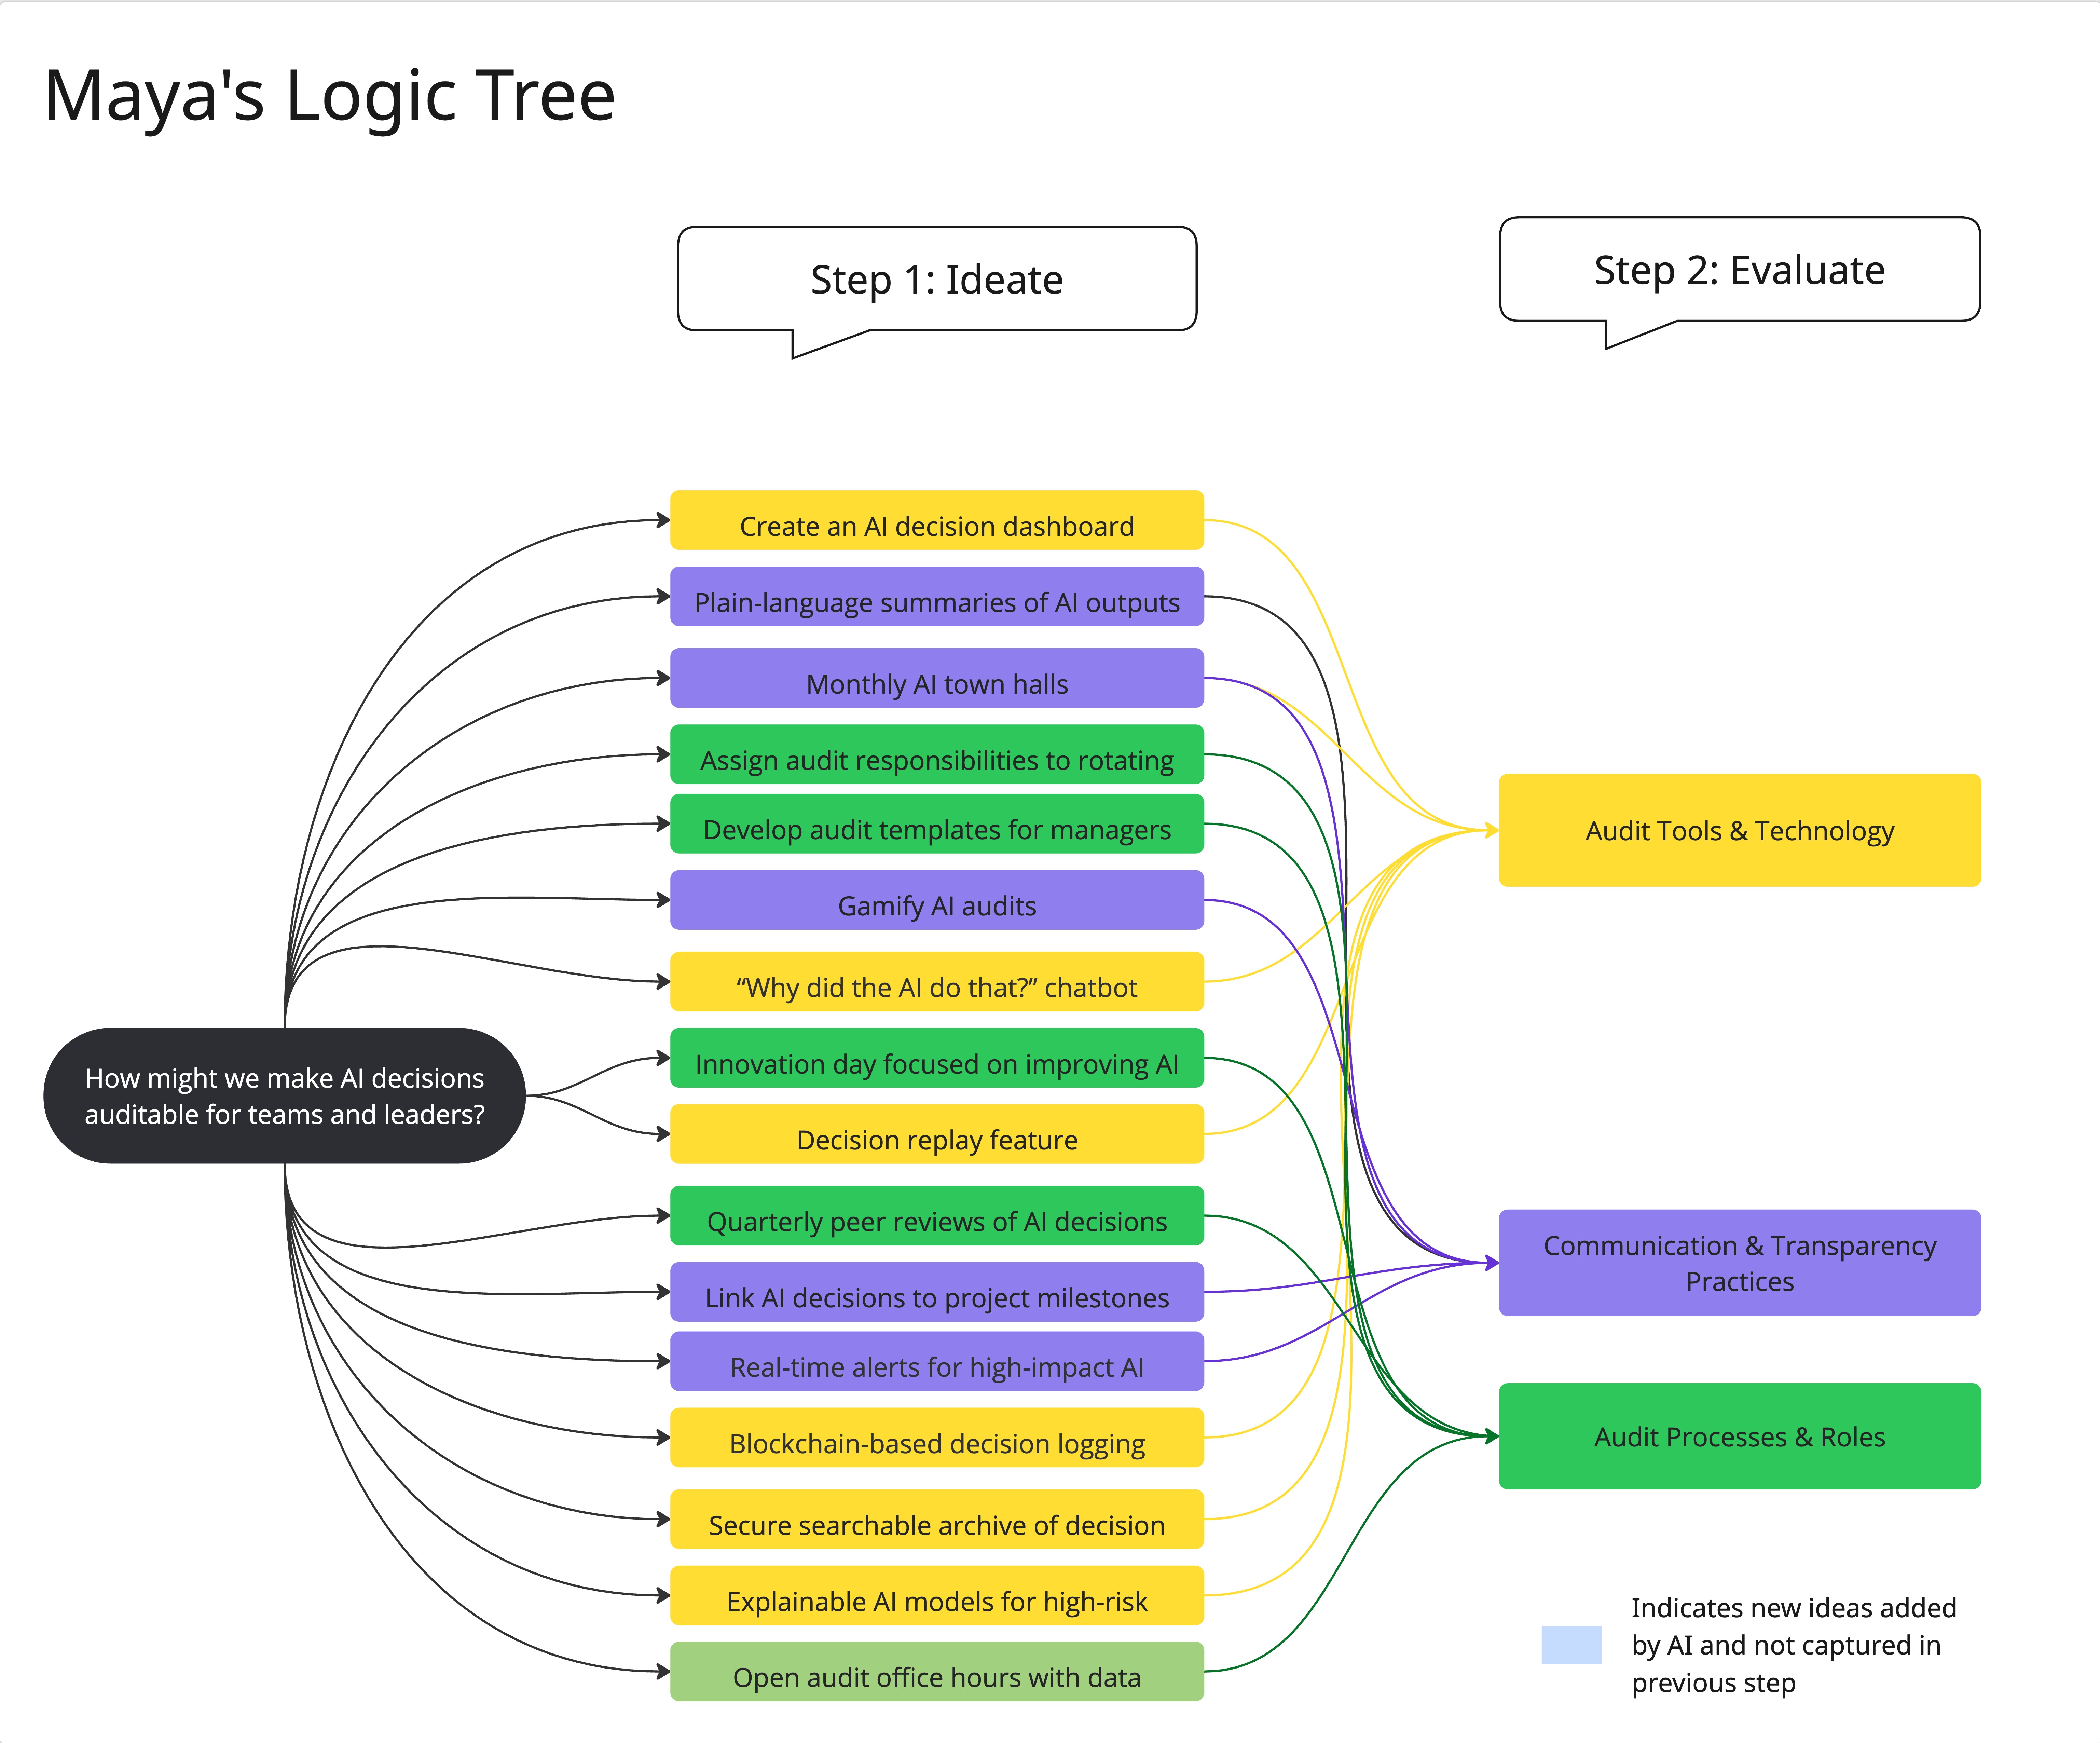 Maya's Logic Tree
Step 1: Ideate
Step 2: Evaluate
How might we make AI decisions
auditable for teams and leaders?
Create an AI decision dashboard
Plain-language summaries of AI outputs
Monthly AI town halls
Assign audit responsibilities to rotating
Develop audit templates for managers
Gamify AI audits
“Why did the AI do that?” chatbot
Innovation day focused on improving AI
Decision replay feature
Quarterly peer reviews of AI decisions
Link AI decisions to project milestones
Real-time alerts for high-impact AI
Blockchain-based decision logging
Secure searchable archive of decision
Explainable AI models for high-risk
Open audit office hours with data
Audit Tools & Technology
Communication & Transparency
Practices
Audit Processes & Roles
Indicates new ideas added
by AI and not captured in
previous step